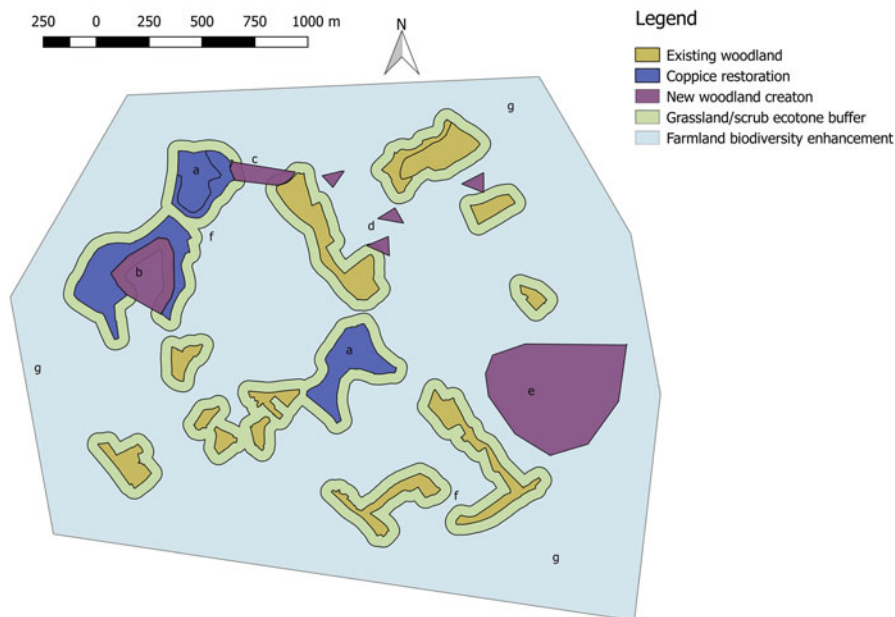 250 0 250 500 750 1000 m
N
Legend
Existing woodland
Coppice restoration
New woodland creaton
Grassland/scrub ecotone buffer
Farmland biodiversity enhancement
g
c
a
d
f
b
a
g
e
f
g